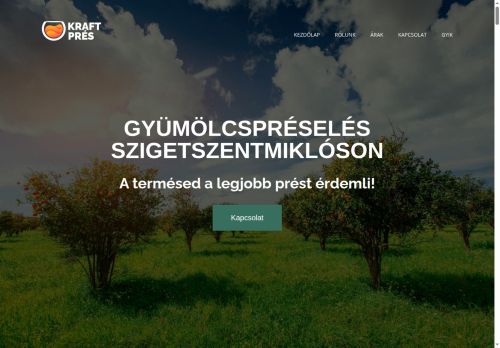 KRAFT
PRÉS
KEZDŐLAP RÓLUNK ÁRAK KAPCSOLAT GYIK
GYÜMÖLCSPRÉSELÉS
SZIGETSZENTMIKLÓSON
A termésed a legjobb prést érdemli!
Kapcsolat